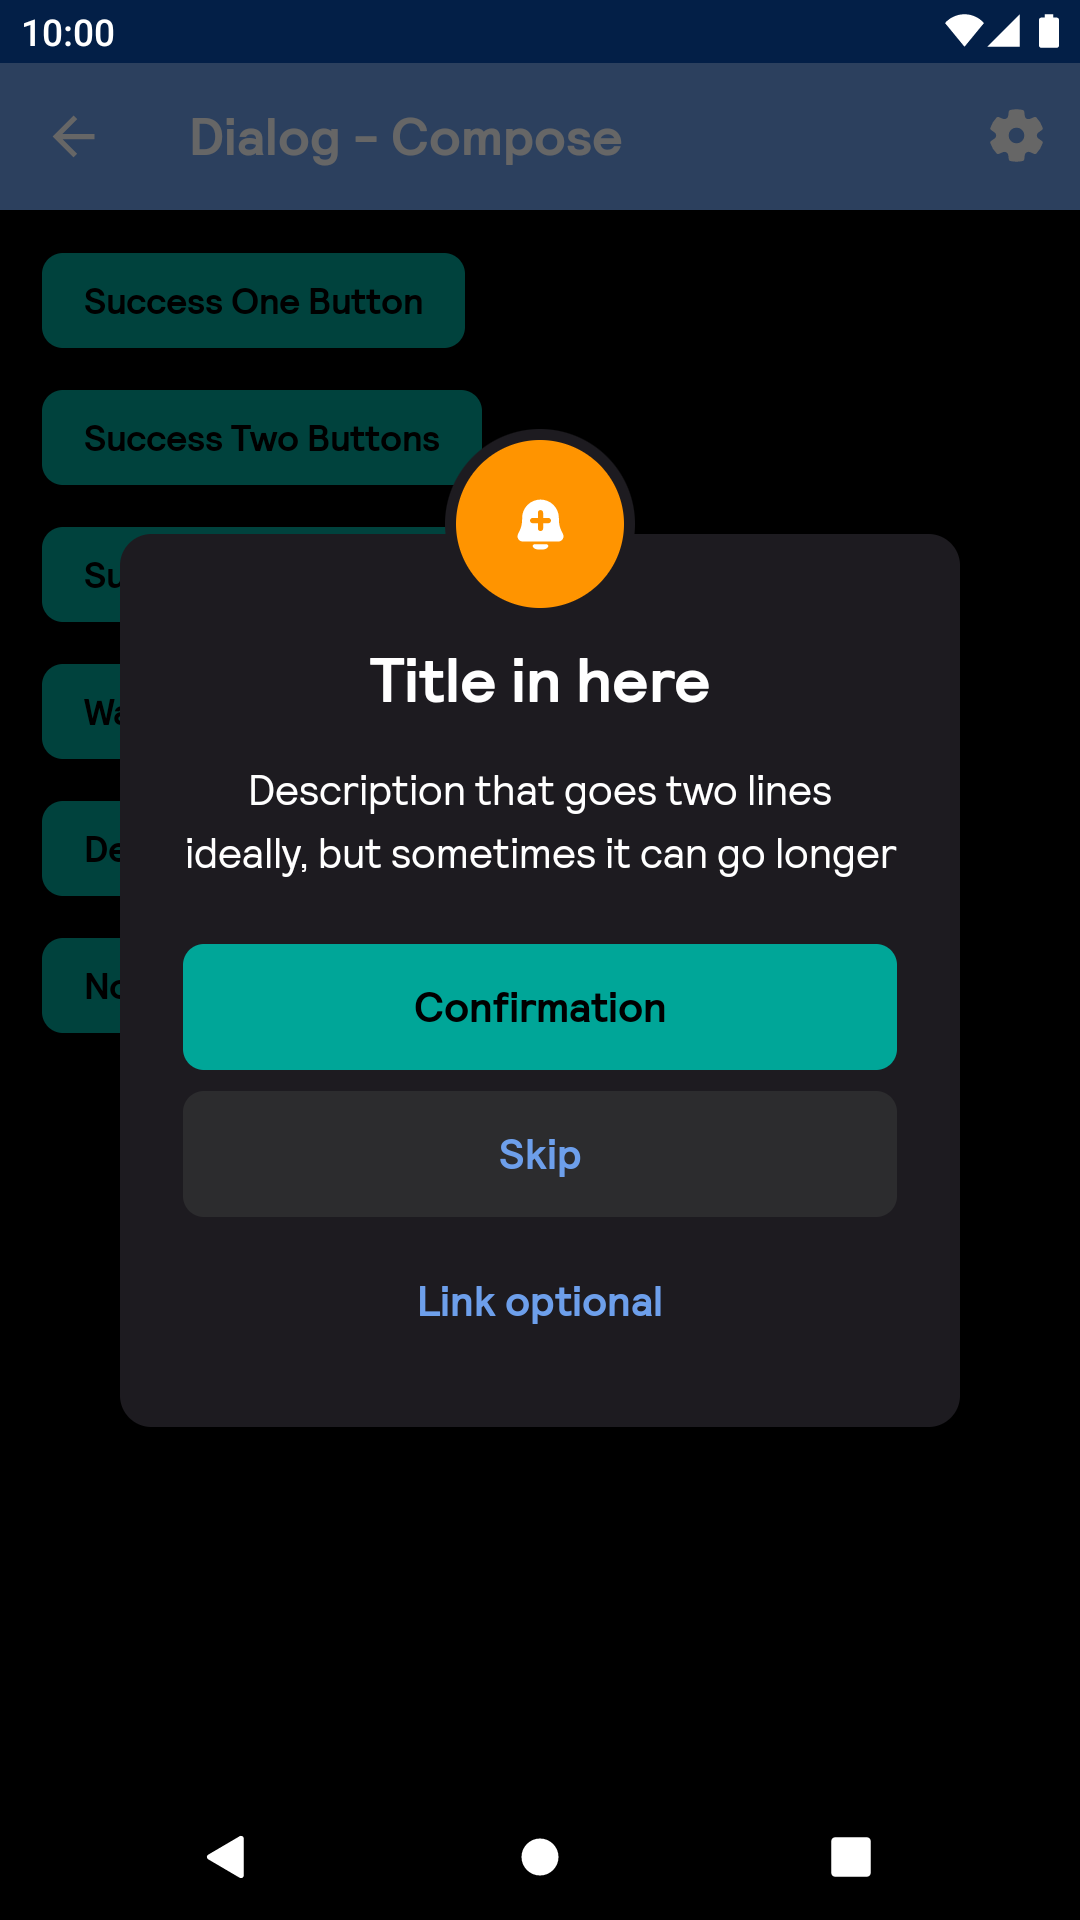 10:00
Dialog - Compose
Success One Button
Success Two Buttons
Su
Wa
De
No
Title in here
Description that goes two lines
ideally, but sometimes it can go longer
Confirmation
Skip
Link optional